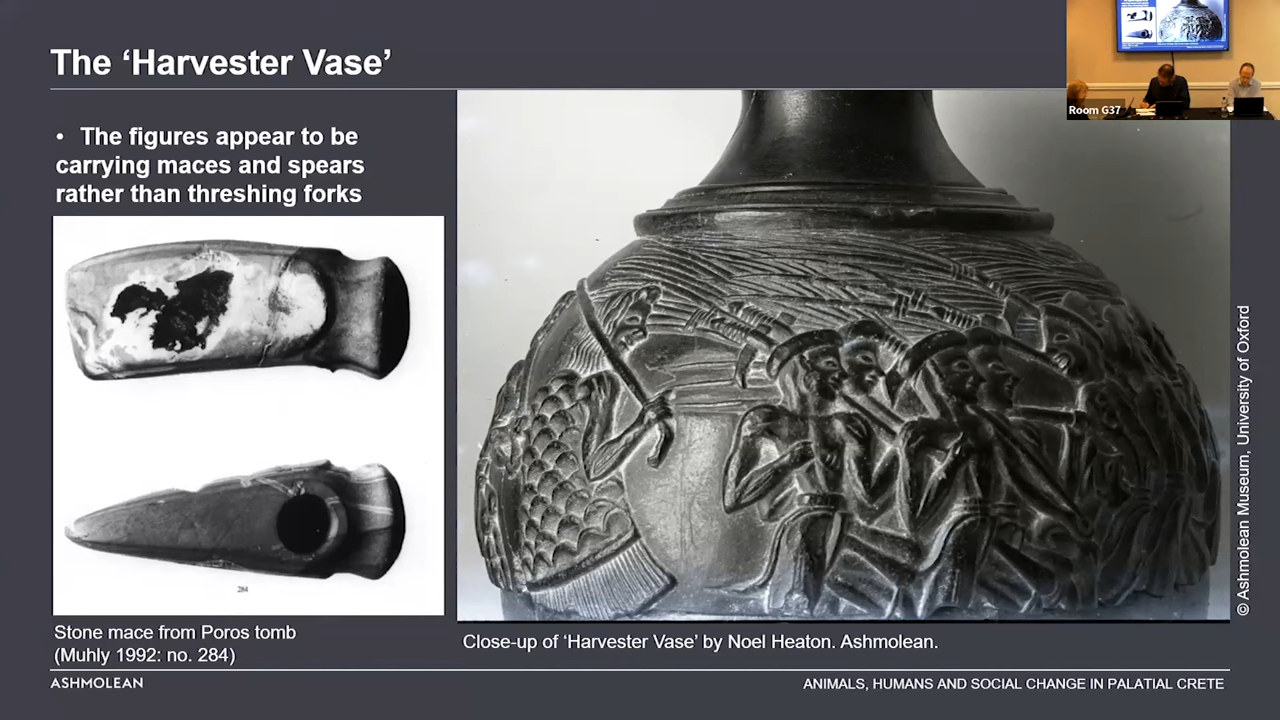 The ‘Harvester Vase’
• The figures appear to be
carrying maces and spears
rather than threshing forks
284
Stone mace from Poros tomb
(Muhly 1992: no. 284)
Close-up of ‘Harvester Vase’ by Noel Heaton. Ashmolean.
© Ashmolean Museum, University of Oxford
Room G37
ASHMOLEAN
ANIMALS, HUMANS AND SOCIAL CHANGE IN PALATIAL CRETE